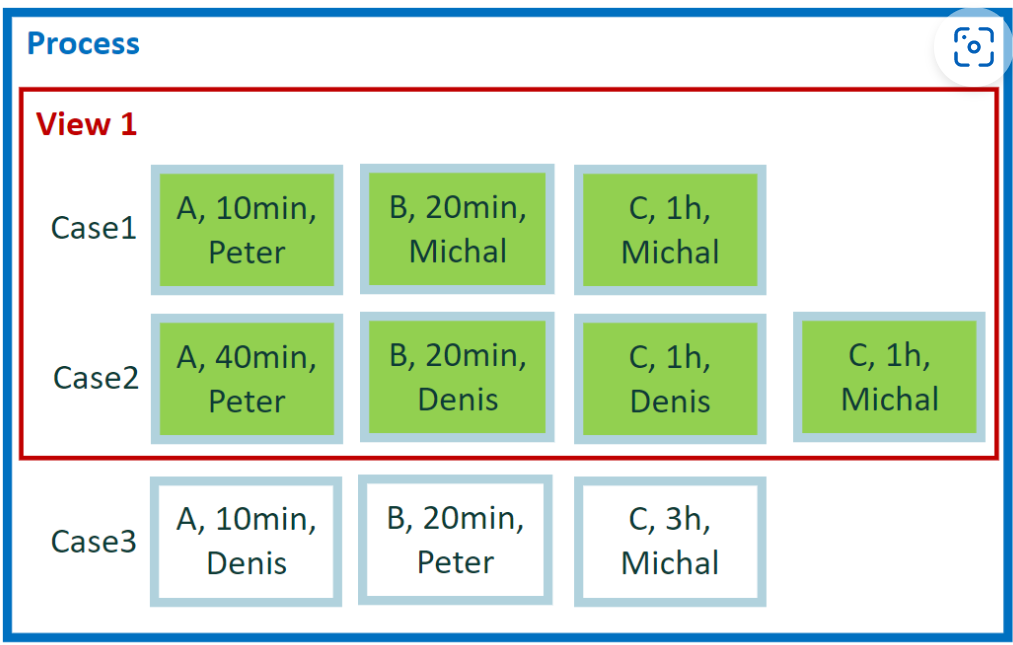 Process
View 1
Case1
A, 10min,
Peter
B, 20min,
Michal
C, 1h,
Michal
Case2
A, 40min,
Peter
B, 20min,
Denis
C, 1h,
Denis
C, 1h,
Michal
Case3
A, 10min,
Denis
B, 20min,
Peter
C, 3h,
Michal